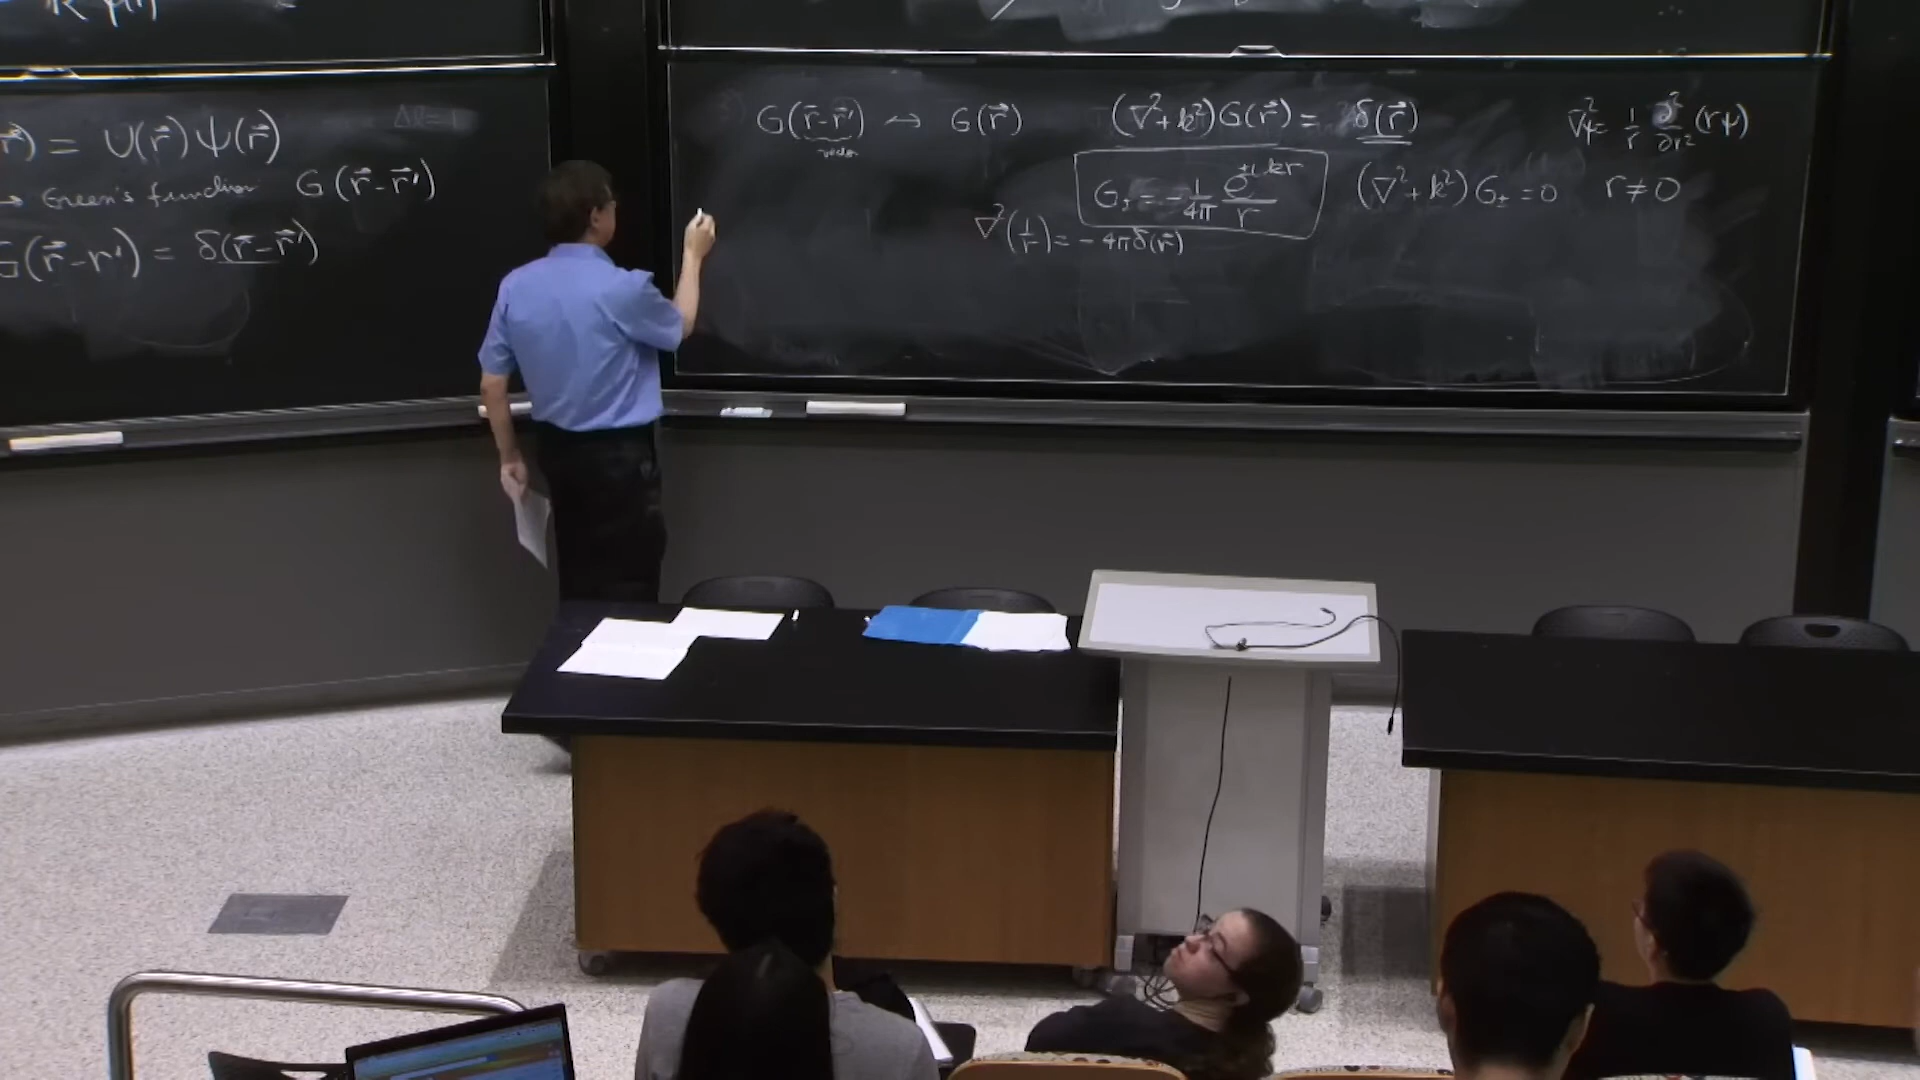 ) = U(r⃗)ψ(r⃗)
→ Green's function G(r⃗-r⃗')
G(r⃗-r') = δ(r⃗-r⃗')
G(r⃗-r⃗') ↔ G(r⃗) (∇²+k²)G(r⃗) = δ(r⃗) ∇²ψ= 1/r ∂²/∂r² (rψ)
vector
G± = - 1/4π e^{±ikr}/r (∇²+k²)G± = 0 r ≠ 0
∇²(1/r) = -4πδ(r⃗)